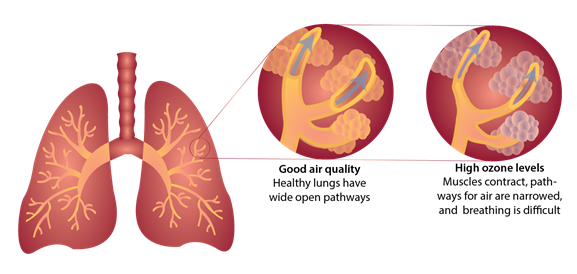 Good air quality
Healthy lungs have
wide open pathways
High ozone levels
Muscles contract, path-
ways for air are narrowed,
and breathing is difficult